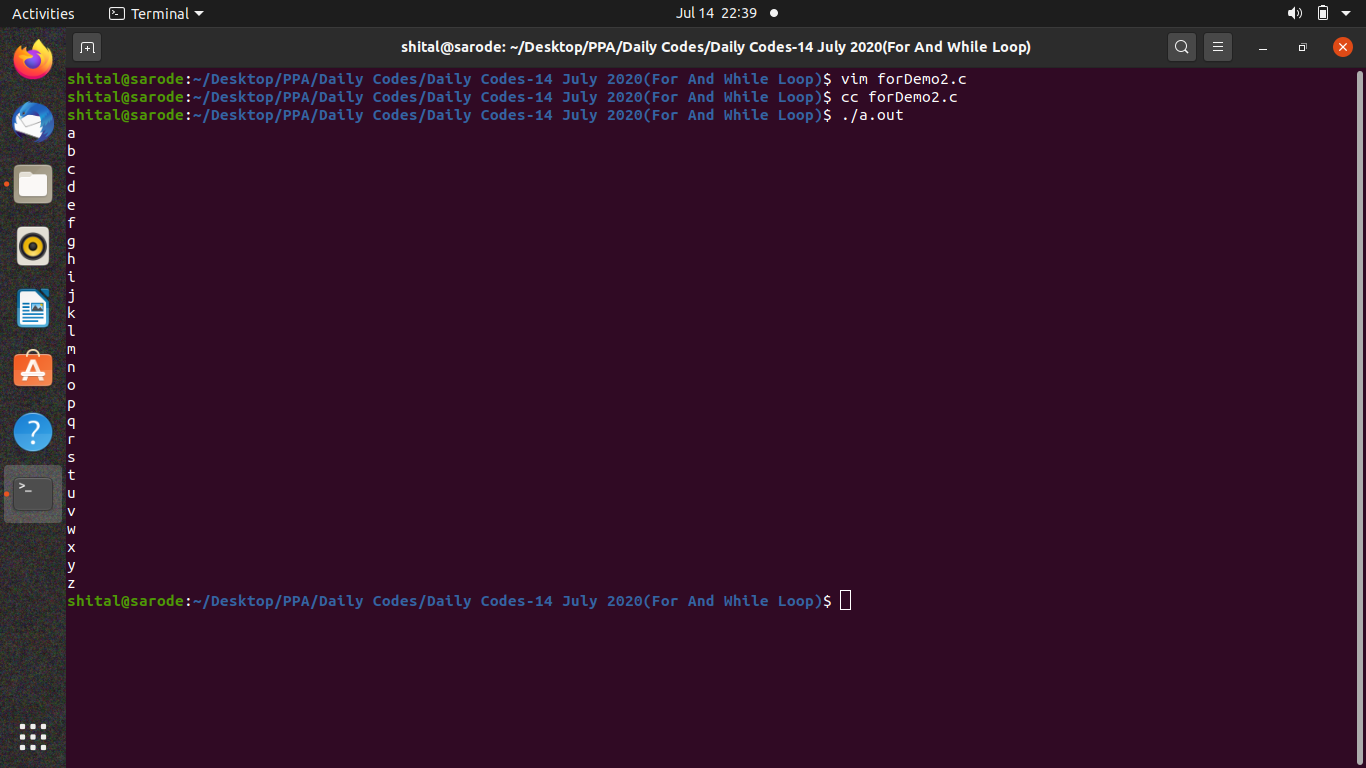 Activities Terminal Jul 14 22:39
shital@sarode: ~/Desktop/PPA/Daily Codes/Daily Codes-14 July 2020(For And While Loop)
shital@sarode:~/Desktop/PPA/Daily Codes/Daily Codes-14 July 2020(For And While Loop)$ vim forDemo2.c
shital@sarode:~/Desktop/PPA/Daily Codes/Daily Codes-14 July 2020(For And While Loop)$ cc forDemo2.c
shital@sarode:~/Desktop/PPA/Daily Codes/Daily Codes-14 July 2020(For And While Loop)$ ./a.out
a
b
c
d
e
f
g
h
i
j
k
l
m
n
o
p
q
r
s
t
u
v
w
x
y
z
shital@sarode:~/Desktop/PPA/Daily Codes/Daily Codes-14 July 2020(For And While Loop)$